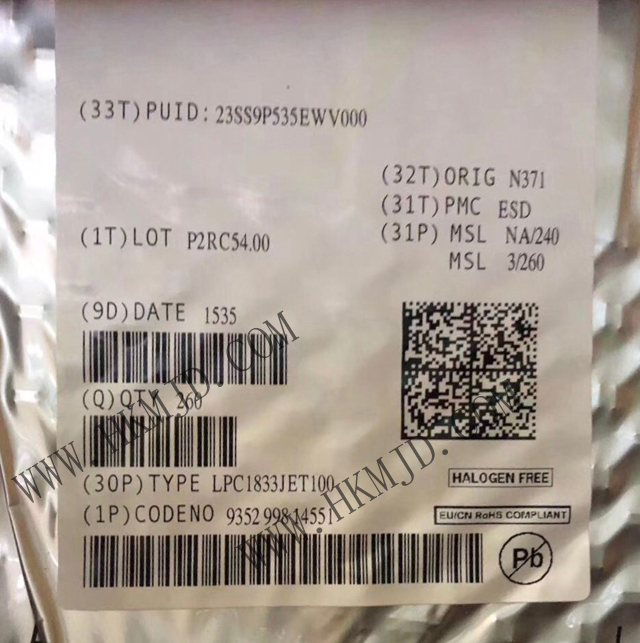 (33T)PUID: 23SS9P535EWV000
(32T)ORIG N371
(31T)PMC ESD
(1T)LOT P2RC54.00
(31P) MSL NA/240
MSL 3/260
(9D)DATE 1535
(Q)QTY 260
(30P)TYPE LPC1833JET100
HALOGEN FREE
(1P)CODENO 9352 99814551
EU/CN RoHS COMPLIANT
Pb
WWW.HKMJD.COM
WWW.HKMJD.COM